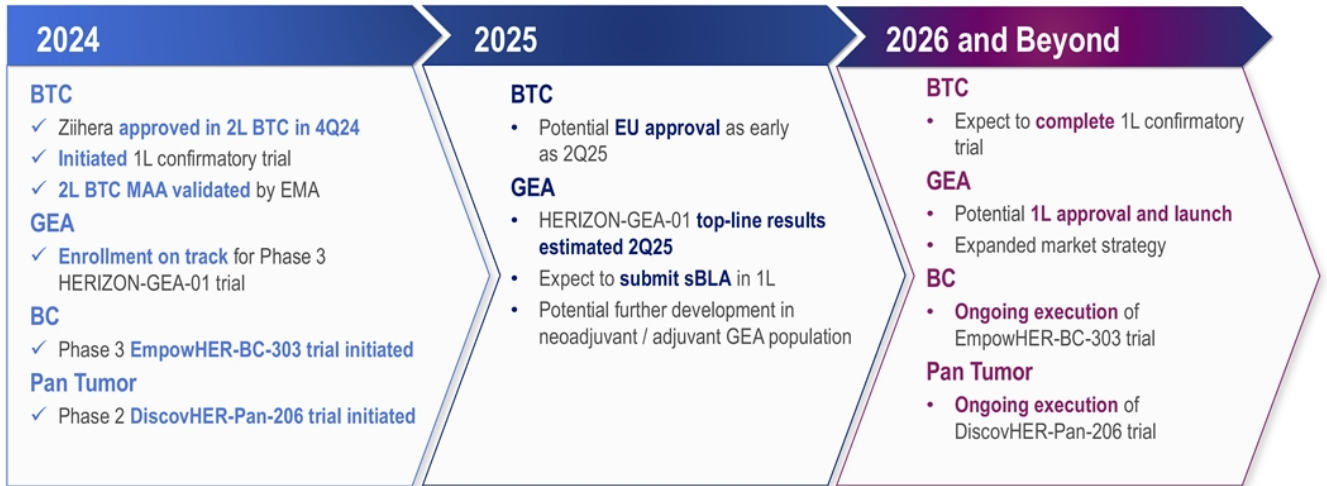 2024
BTC
✓ Ziihera approved in 2L BTC in 4Q24
✓ Initiated 1L confirmatory trial
✓ 2L BTC MAA validated by EMA
GEA
✓ Enrollment on track for Phase 3
HERIZON-GEA-01 trial
BC
✓ Phase 3 EmpowHER-BC-303 trial initiated
Pan Tumor
✓ Phase 2 DiscovHER-Pan-206 trial initiated
2025
BTC
• Potential EU approval as early
as 2Q25
GEA
• HERIZON-GEA-01 top-line results
estimated 2Q25
• Expect to submit sBLA in 1L
• Potential further development in
neoadjuvant / adjuvant GEA population
2026 and Beyond
BTC
• Expect to complete 1L confirmatory
trial
GEA
• Potential 1L approval and launch
• Expanded market strategy
BC
• Ongoing execution of
EmpowHER-BC-303 trial
Pan Tumor
• Ongoing execution of
DiscovHER-Pan-206 trial